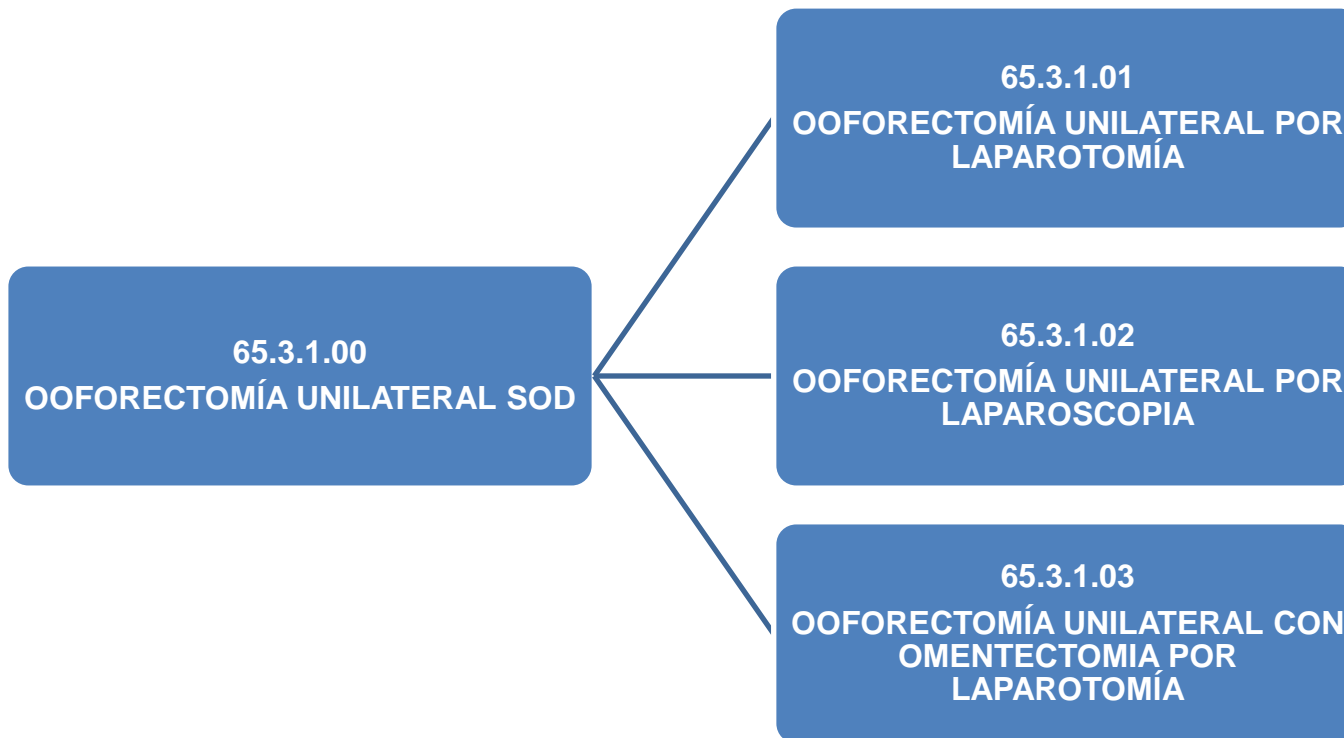 65.3.1.00
OOFORECTOMÍA UNILATERAL SOD
65.3.1.01
OOFORECTOMÍA UNILATERAL POR
LAPAROTOMÍA
65.3.1.02
OOFORECTOMÍA UNILATERAL POR
LAPAROSCOPIA
65.3.1.03
OOFORECTOMÍA UNILATERAL CON
OMENTECTOMIA POR
LAPAROTOMÍA